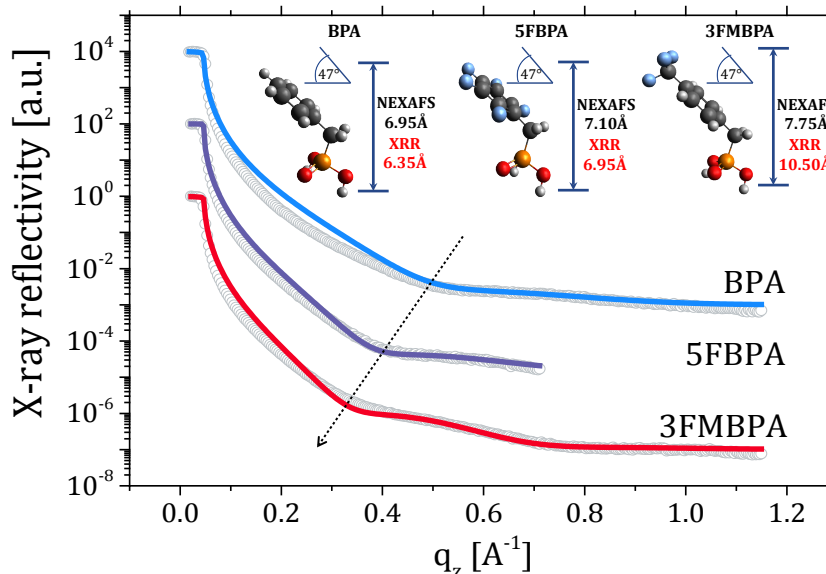 BPA
5FBPA
3FMBPA
47°
47°
47°
NEXAFS
6.95Å
XRR
6.35Å
NEXAFS
7.10Å
XRR
6.95Å
NEXAFS
7.75Å
XRR
10.50Å
X-ray reflectivity [a.u.]
10⁴
10²
10⁰
10⁻²
10⁻⁴
10⁻⁶
10⁻⁸
BPA
5FBPA
3FMBPA
0.0 0.2 0.4 0.6 0.8 1.0 1.2
q_z [A⁻¹]